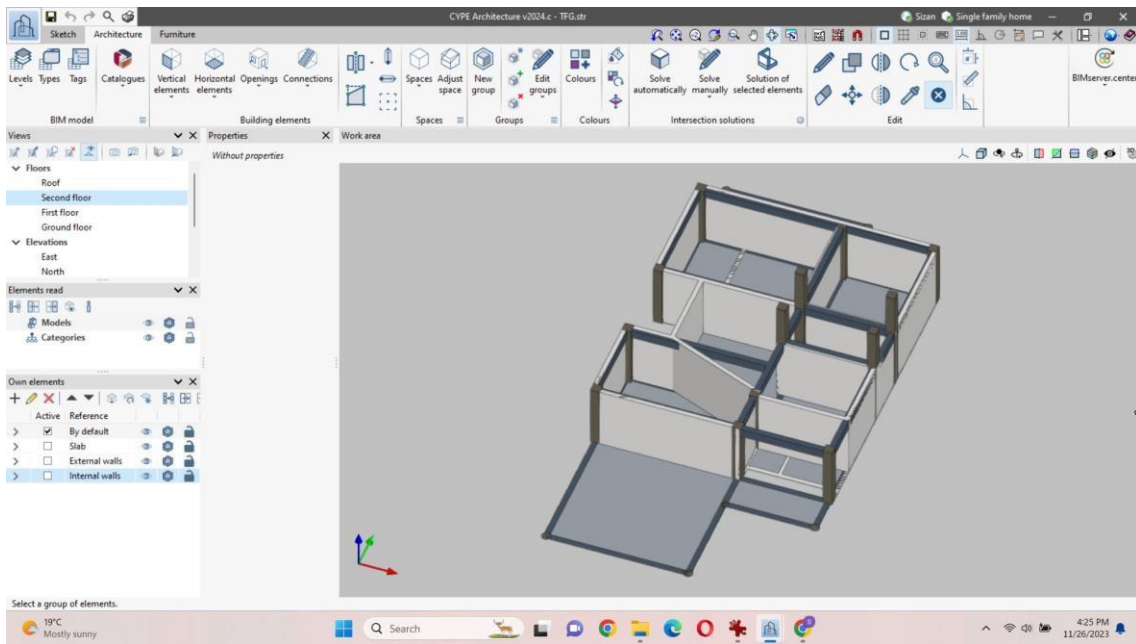 CYPE Architecture v2024.c - TFG.str
Sizan
Single family home
Sketch
Architecture
Furniture
Levels
Types
Tags
Catalogues
Vertical elements
Horizontal elements
Openings
Connections
Spaces
Adjust space
New group
Edit groups
Colours
Solve automatically
Solve manually
Solution of selected elements
BIMserver.center
BIM model
Building elements
Spaces
Groups
Colours
Intersection solutions
Edit
Views
Properties
Work area
Without properties
Floors
Roof
Second floor
First floor
Ground floor
Elevations
East
North
Elements read
Models
Categories
Own elements
Active Reference
By default
Slab
External walls
Internal walls
Select a group of elements.
19°C
Mostly sunny
Search
4:25 PM
11/26/2023